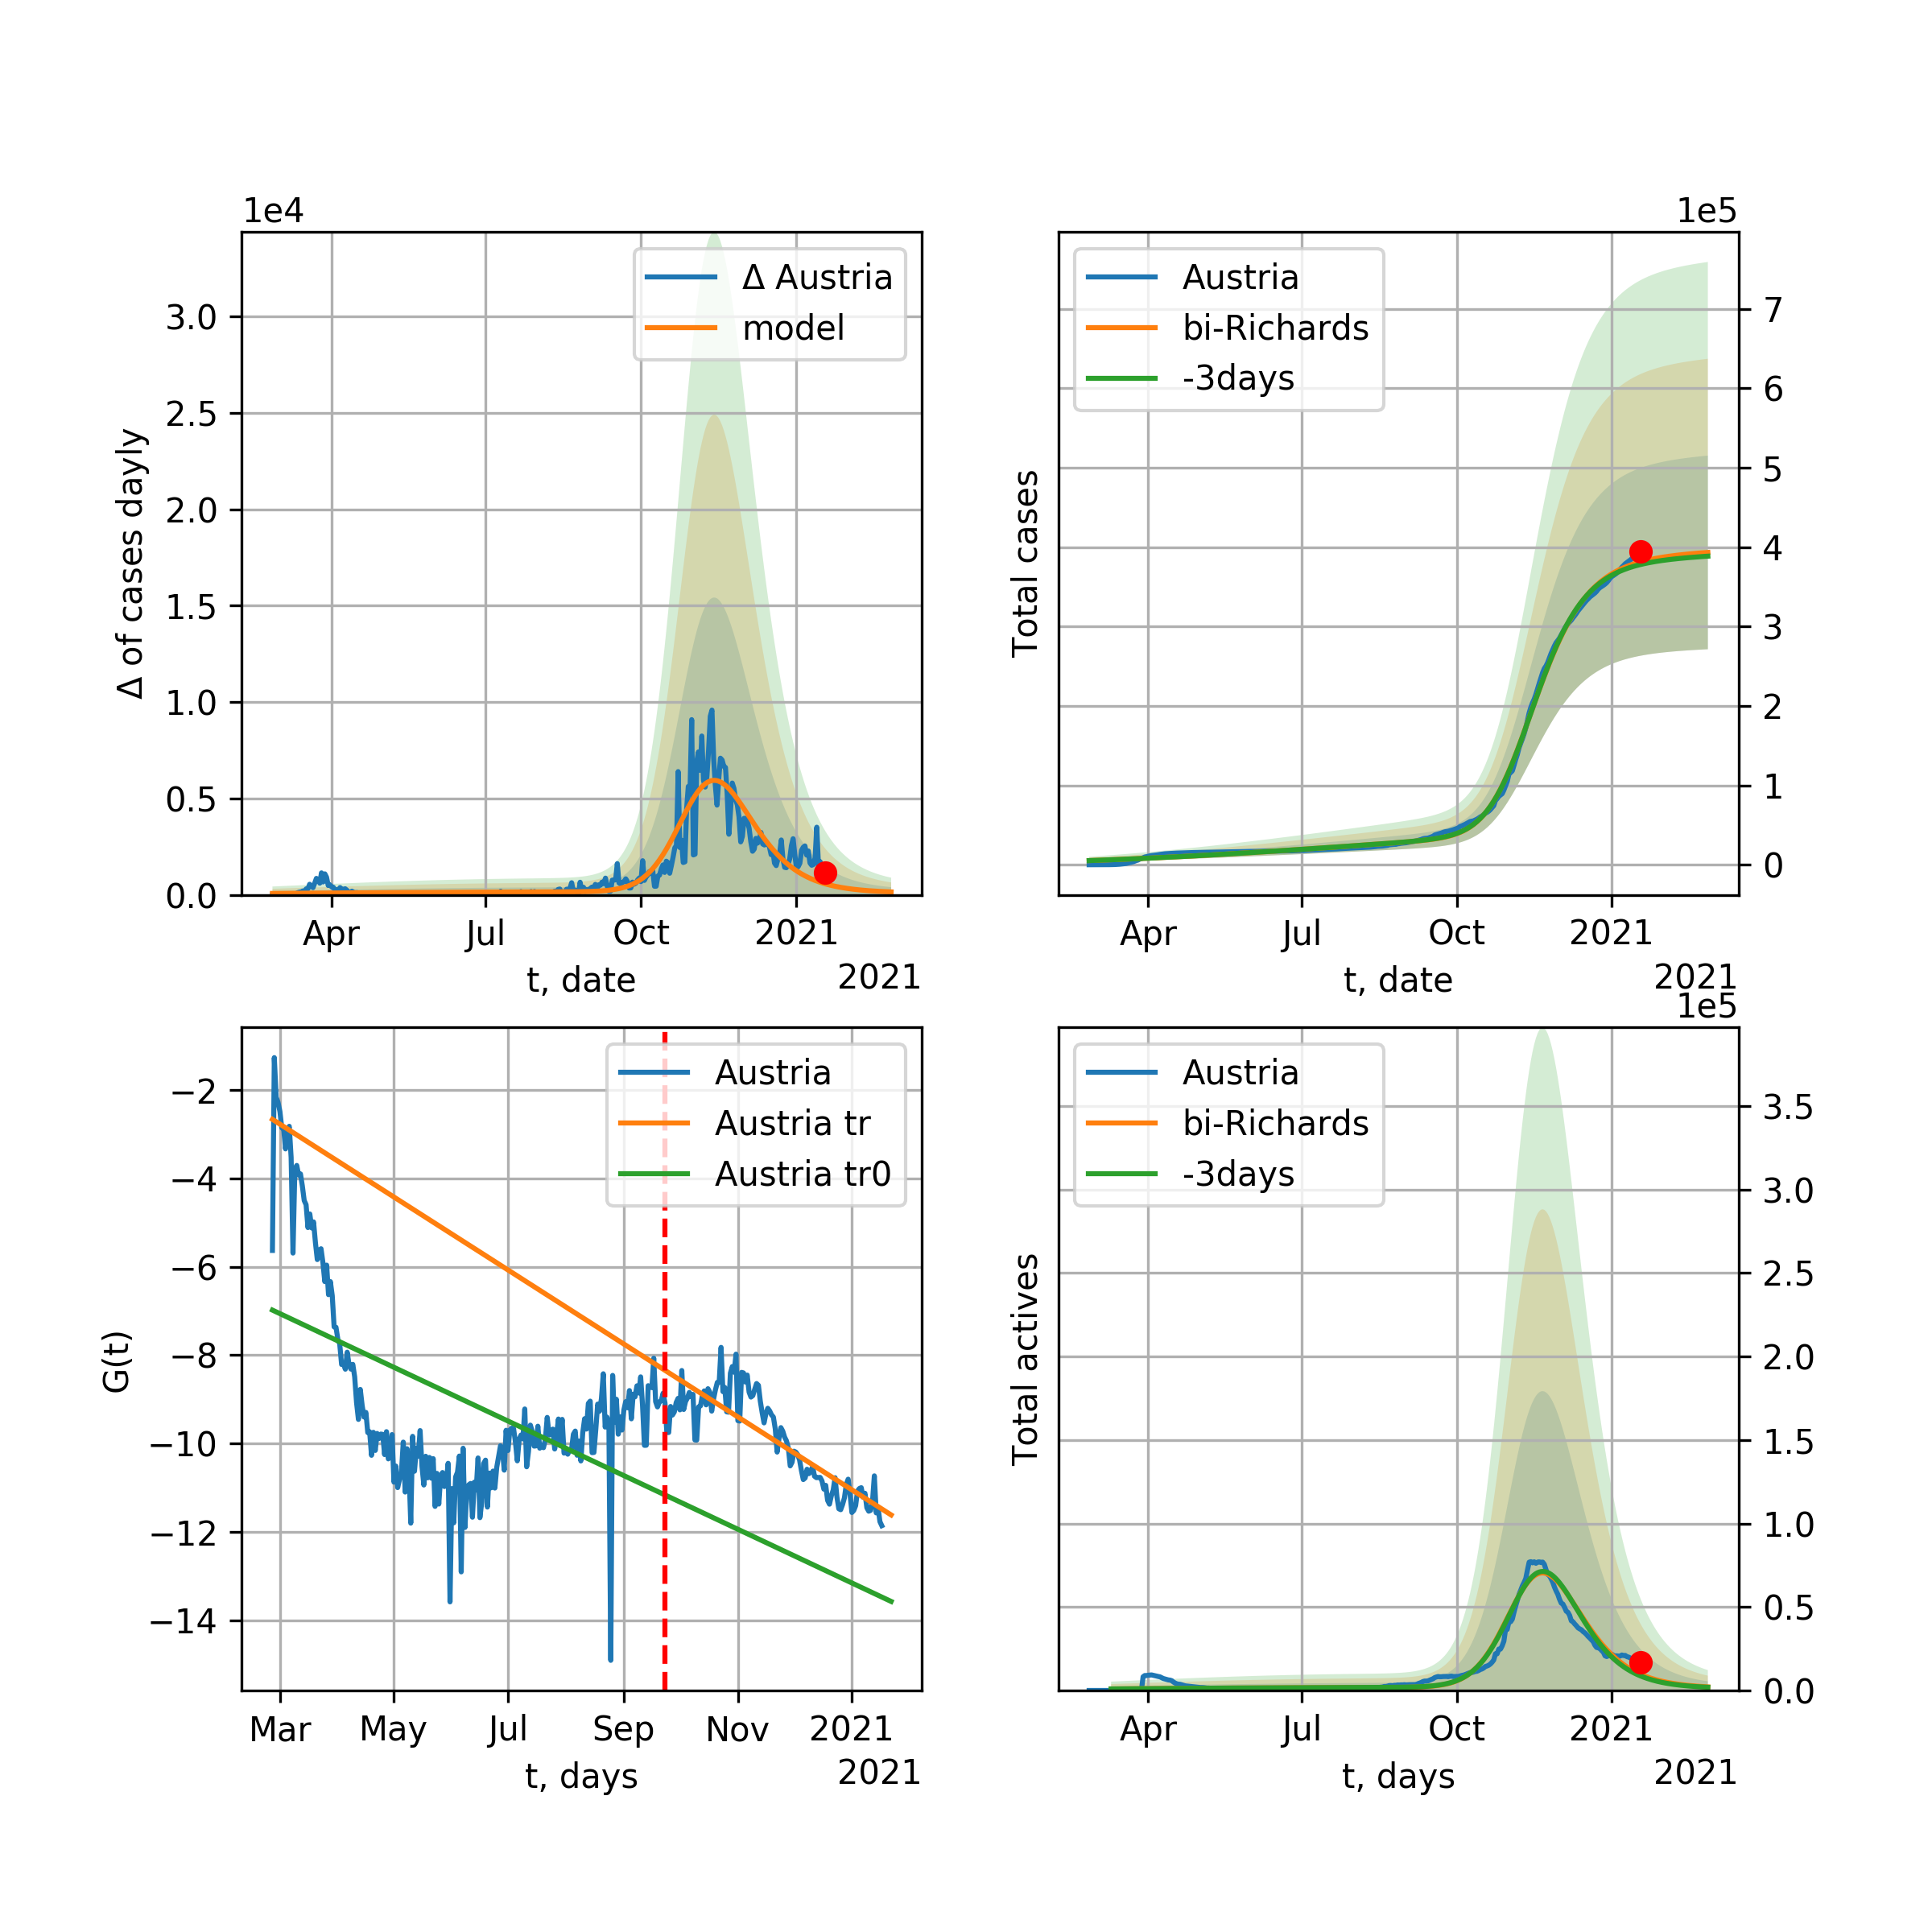 1e4
Δ of cases dayly
3.0
2.5
2.0
1.5
1.0
0.5
0.0
Δ Austria
model
Apr Jul Oct 2021
t, date
2021
1e5
Total cases
Austria
bi-Richards
-3days
7
6
5
4
3
2
1
0
Apr Jul Oct 2021
t, date
2021
G(t)
−2
−4
−6
−8
−10
−12
−14
Austria
Austria tr
Austria tr0
Mar May Jul Sep Nov 2021
t, days
2021
1e5
Total actives
Austria
bi-Richards
-3days
3.5
3.0
2.5
2.0
1.5
1.0
0.5
0.0
Apr Jul Oct 2021
t, days
2021